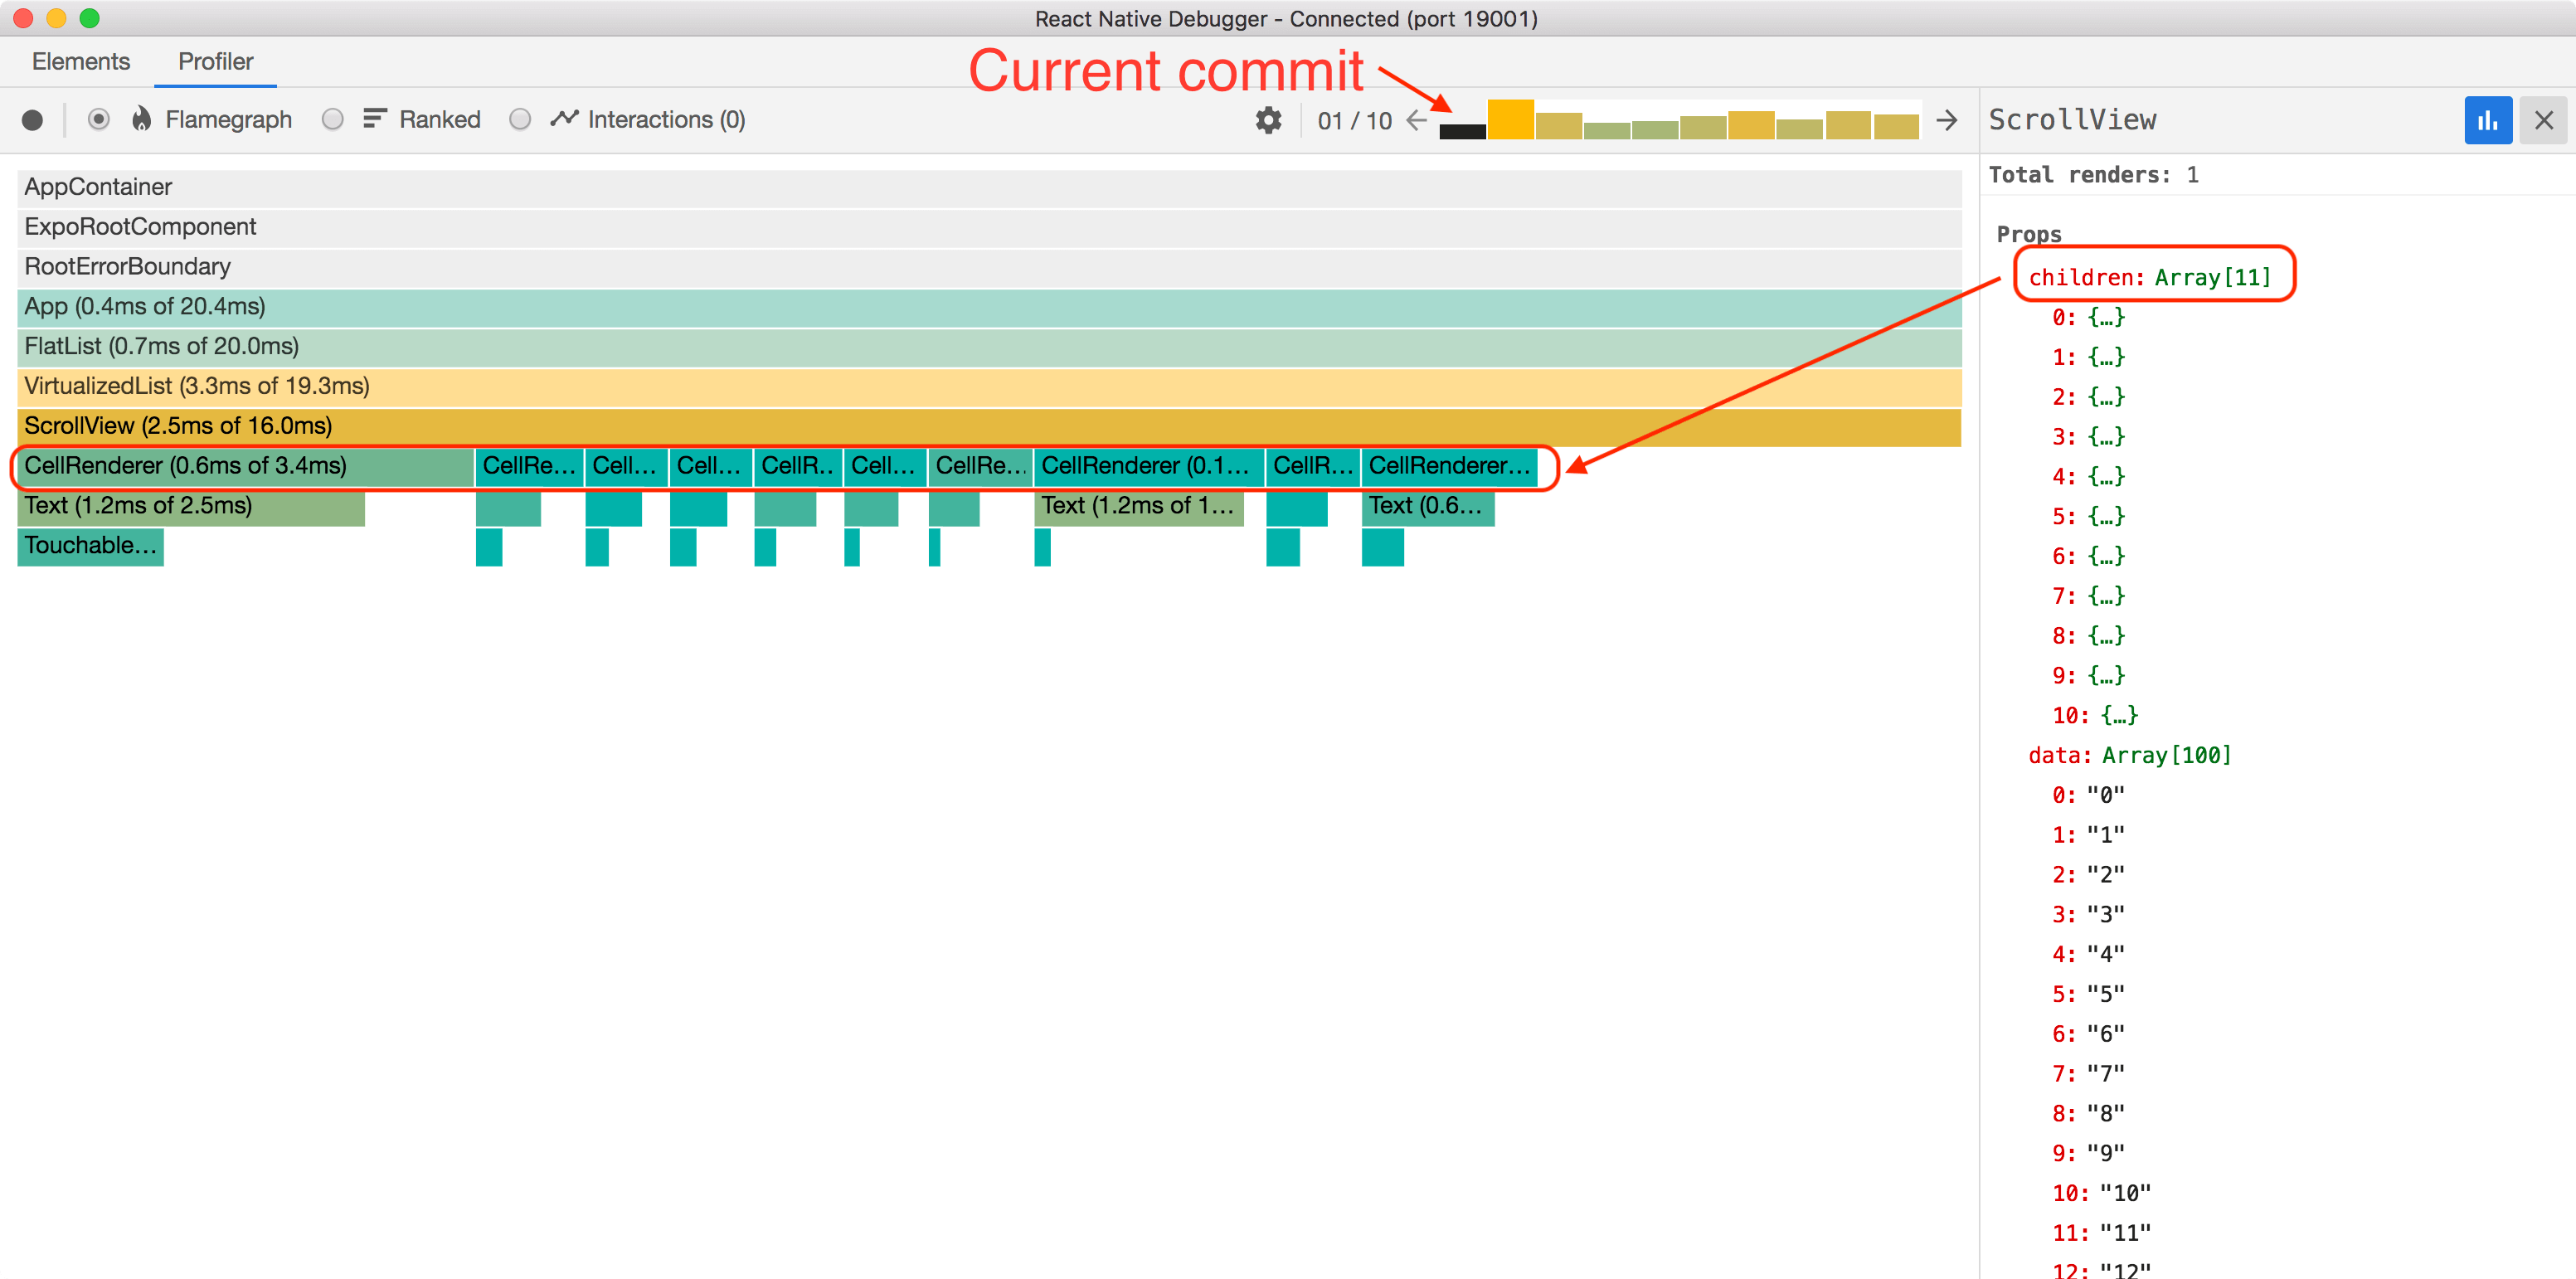 React Native Debugger - Connected (port 19001)
Elements Profiler
Current commit
Flamegraph Ranked Interactions (0) 01 / 10
ScrollView
AppContainer
ExpoRootComponent
RootErrorBoundary
App (0.4ms of 20.4ms)
FlatList (0.7ms of 20.0ms)
VirtualizedList (3.3ms of 19.3ms)
ScrollView (2.5ms of 16.0ms)
CellRenderer (0.6ms of 3.4ms) CellRe... Cell... Cell... CellR.. Cell... CellRe... CellRenderer (0.1... CellR... CellRenderer...
Text (1.2ms of 2.5ms) Text (1.2ms of 1... Text (0.6...
Touchable...
Total renders: 1
Props
children: Array[11]
0: {…}
1: {…}
2: {…}
3: {…}
4: {…}
5: {…}
6: {…}
7: {…}
8: {…}
9: {…}
10: {…}
data: Array[100]
0: "0"
1: "1"
2: "2"
3: "3"
4: "4"
5: "5"
6: "6"
7: "7"
8: "8"
9: "9"
10: "10"
11: "11"
12: "12"